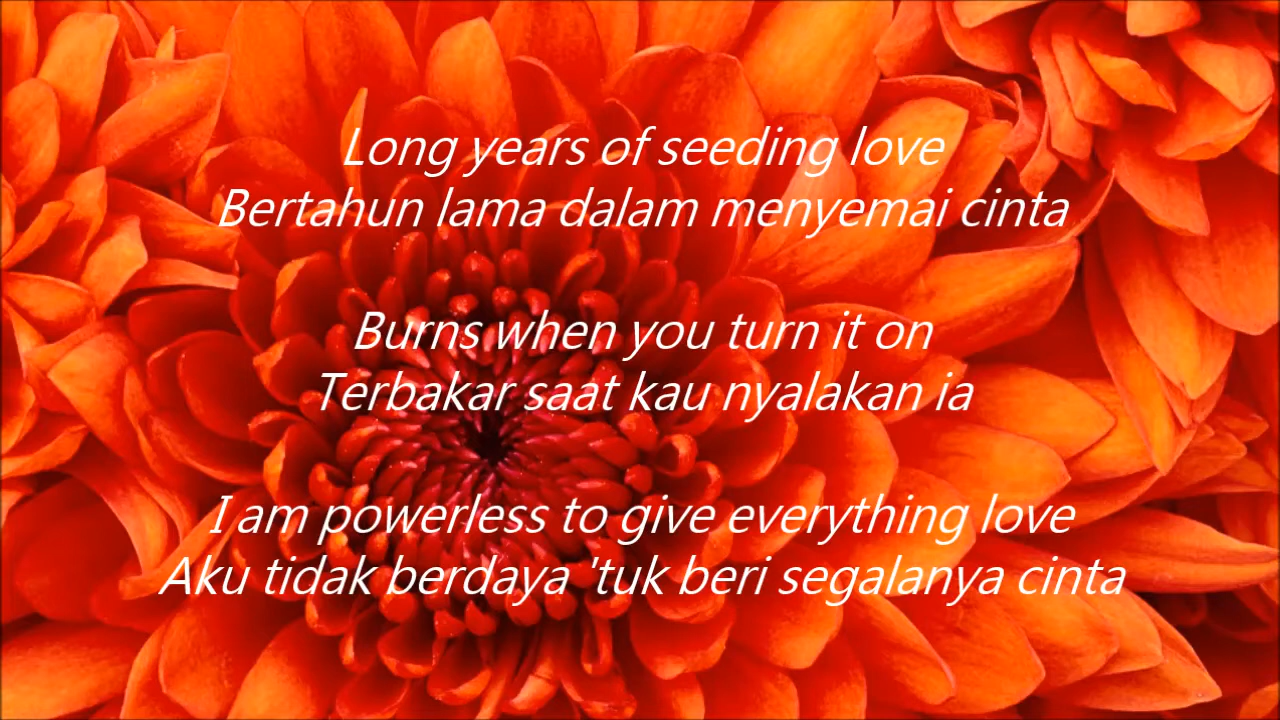 Long years of seeding love
Bertahun lama dalam menyemai cinta
Burns when you turn it on
Terbakar saat kau nyalakan ia
I am powerless to give everything love
Aku tidak berdaya 'tuk beri segalanya cinta